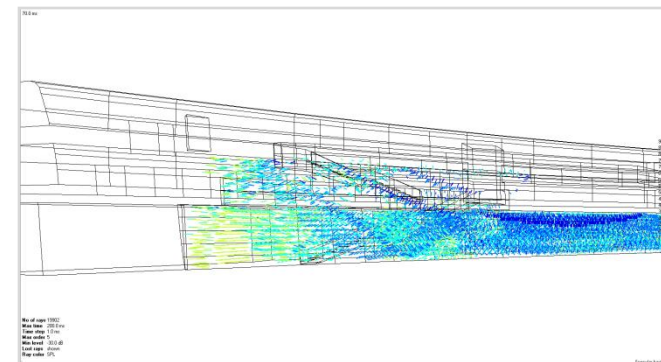 70.0 ms
No of rays 19802
Max time 200.0 ms
Time step 1.0 ms
Max order 5
Min level -30.0 dB
Lost rays shown
Ray color SPL